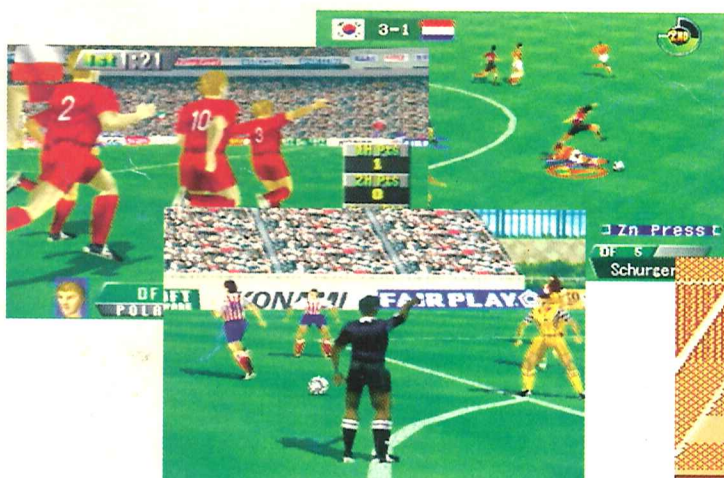 3-1
2ND
1ST 1:21
2
10
3
1H Pts
1
2H Pts
0
Zn Press
DF 5
Schurger
DF
POLA
KONAMI FAIRPLAY